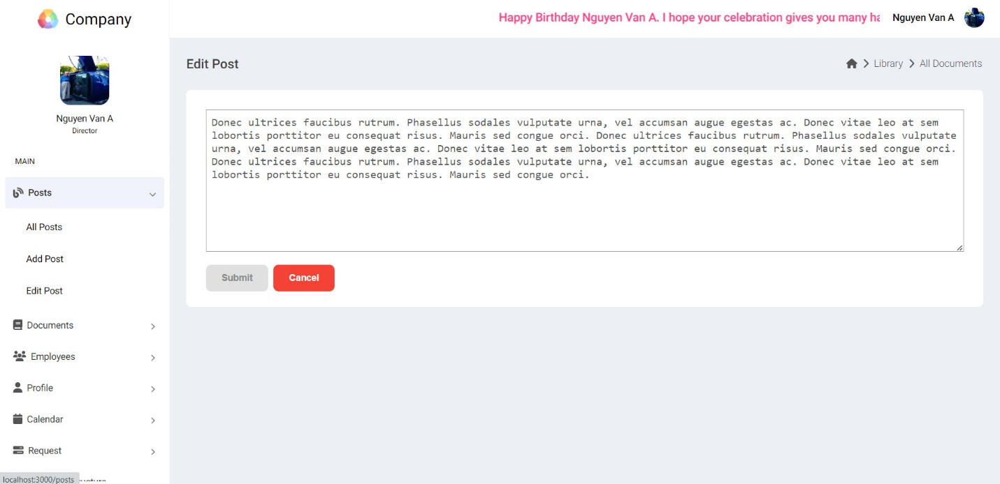 Company
Happy Birthday Nguyen Van A. I hope your celebration gives you many
Nguyen Van A
Nguyen Van A
Director
MAIN
Posts
All Posts
Add Post
Edit Post
Documents
Employees
Profile
Calendar
Request
localhost:3000/posts
Edit Post
Library
All Documents
Donec ultrices faucibus rutrum. Phasellus sodales vulputate urna, vel accumsan augue egestas ac. Donec vitae leo at sem
lobortis porttitor eu consequat risus. Mauris sed congue orci. Donec ultrices faucibus rutrum. Phasellus sodales vulputate
urna, vel accumsan augue egestas ac. Donec vitae leo at sem lobortis porttitor eu consequat risus. Mauris sed congue orci.
Donec ultrices faucibus rutrum. Phasellus sodales vulputate urna, vel accumsan augue egestas ac. Donec vitae leo at sem
lobortis porttitor eu consequat risus. Mauris sed congue orci.
Submit
Cancel